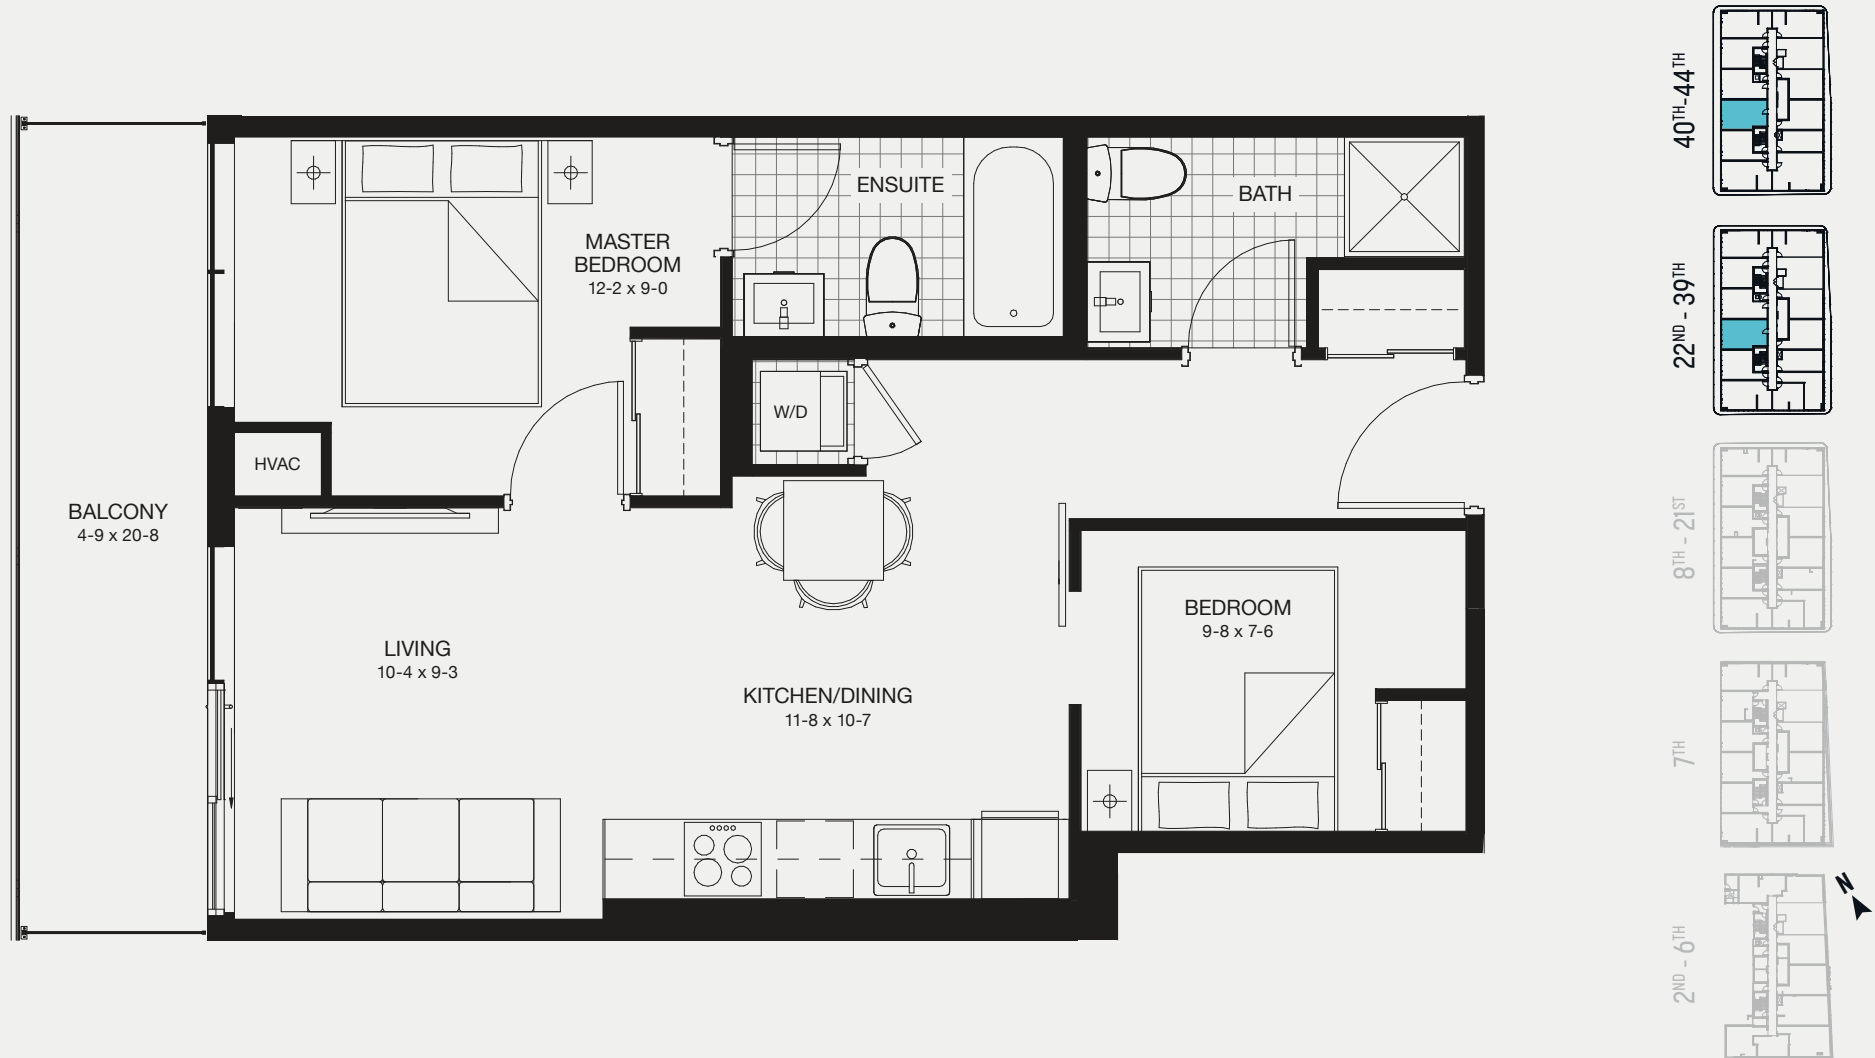 ENSUITE
BATH
MASTER
BEDROOM
12-2 x 9-0
W/D
HVAC
BALCONY
4-9 x 20-8
LIVING
10-4 x 9-3
KITCHEN/DINING
11-8 x 10-7
BEDROOM
9-8 x 7-6
40TH-44TH
22ND - 39TH
8TH - 21ST
7TH
2ND - 6TH
N